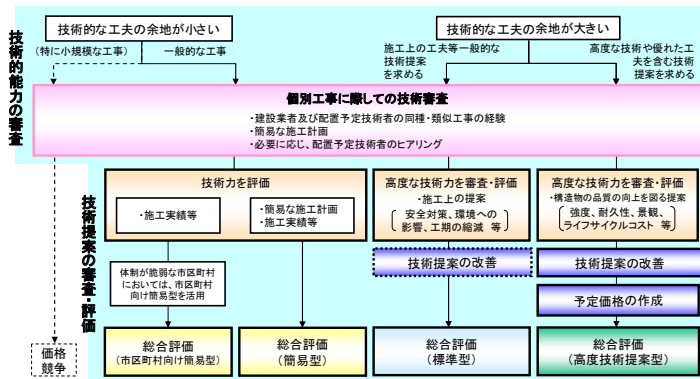 技術的な工夫の余地が小さい
技術的な工夫の余地が大きい
(特に小規模な工事)
一般的な工事
施工上の工夫等一般的な
技術提案
を求める
高度な技術や優れた工
夫を含む技術
提案を求める
技術的能力の審査
個別工事に際しての技術審査
・建設業者及び配置予定技術者の同種・類似工事の経験
・簡易な施工計画
・必要に応じ、配置予定技術者のヒアリング
技術提案の審査・評価
技術力を評価
・施工実績等
・簡易な施工計画
・施工実績等
高度な技術力を審査・評価
・施工上の提案
安全対策、環境への
影響、工期の縮減 等
高度な技術力を審査・評価
・構造物の品質の向上を図る提案
強度、耐久性、景観、
ライフサイクルコスト 等
体制が脆弱な市区町村
においては、市区町村
向け簡易型を活用
技術提案の改善
技術提案の改善
予定価格の作成
価格
競争
総合評価
(市区町村向け簡易型)
総合評価
(簡易型)
総合評価
(標準型)
総合評価
(高度技術提案型)